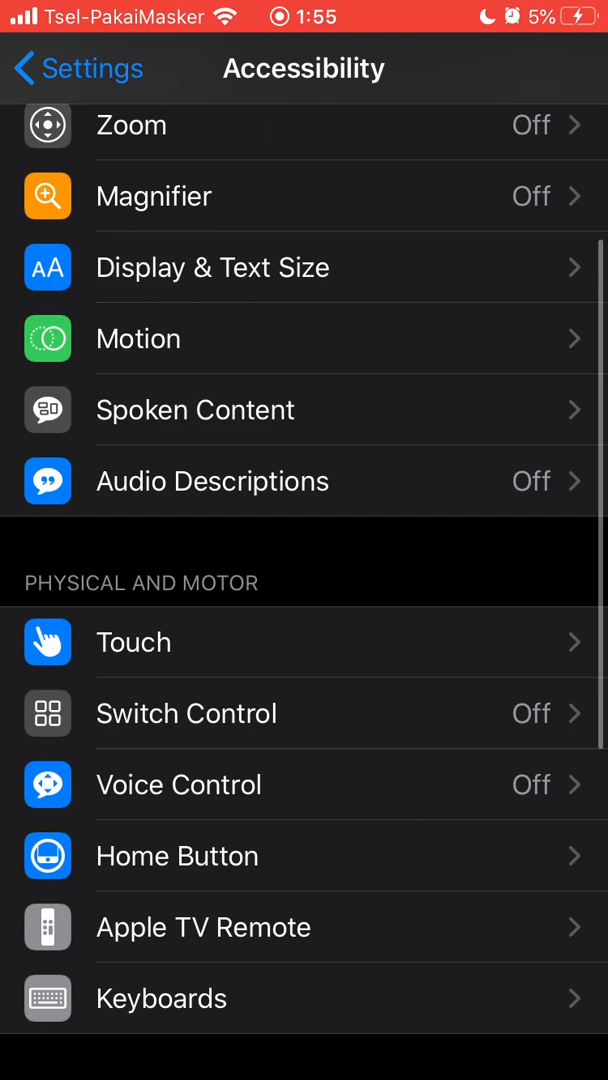 Tsel-PakaiMasker 1:55 5%
Settings Accessibility
Zoom Off
Magnifier Off
AA Display & Text Size
Motion
Spoken Content
Audio Descriptions Off
PHYSICAL AND MOTOR
Touch
Switch Control Off
Voice Control Off
Home Button
Apple TV Remote
Keyboards